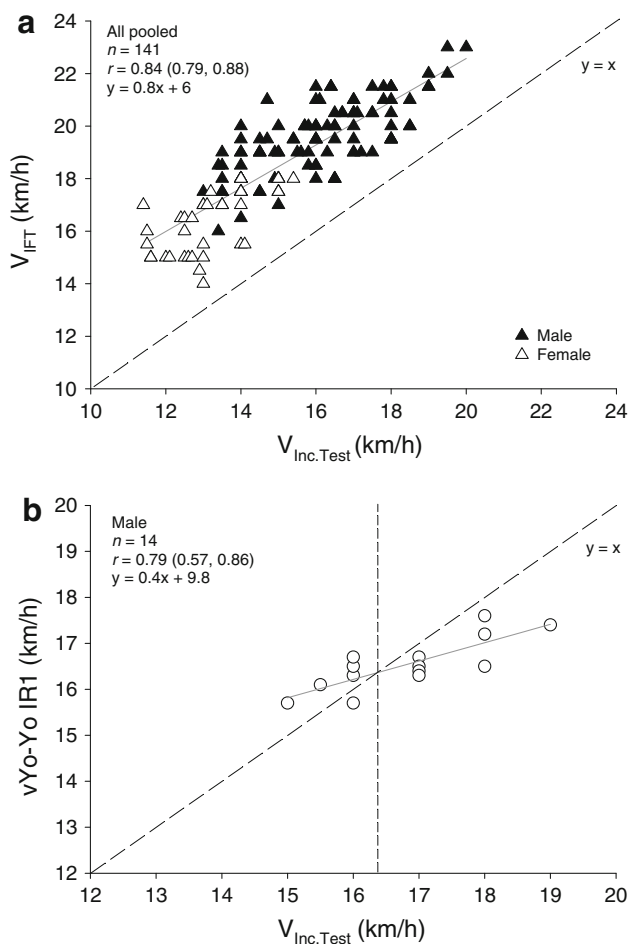 a
All pooled
n = 141
r = 0.84 (0.79, 0.88)
y = 0.8x + 6
y = x
24
22
20
18
16
14
12
10
V_IFT (km/h)
Male
Female
10 12 14 16 18 20 22 24
V_Inc.Test (km/h)
b
Male
n = 14
r = 0.79 (0.57, 0.86)
y = 0.4x + 9.8
y = x
20
19
18
17
16
15
14
13
12
vYo-Yo IR1 (km/h)
12 13 14 15 16 17 18 19 20
V_Inc.Test (km/h)